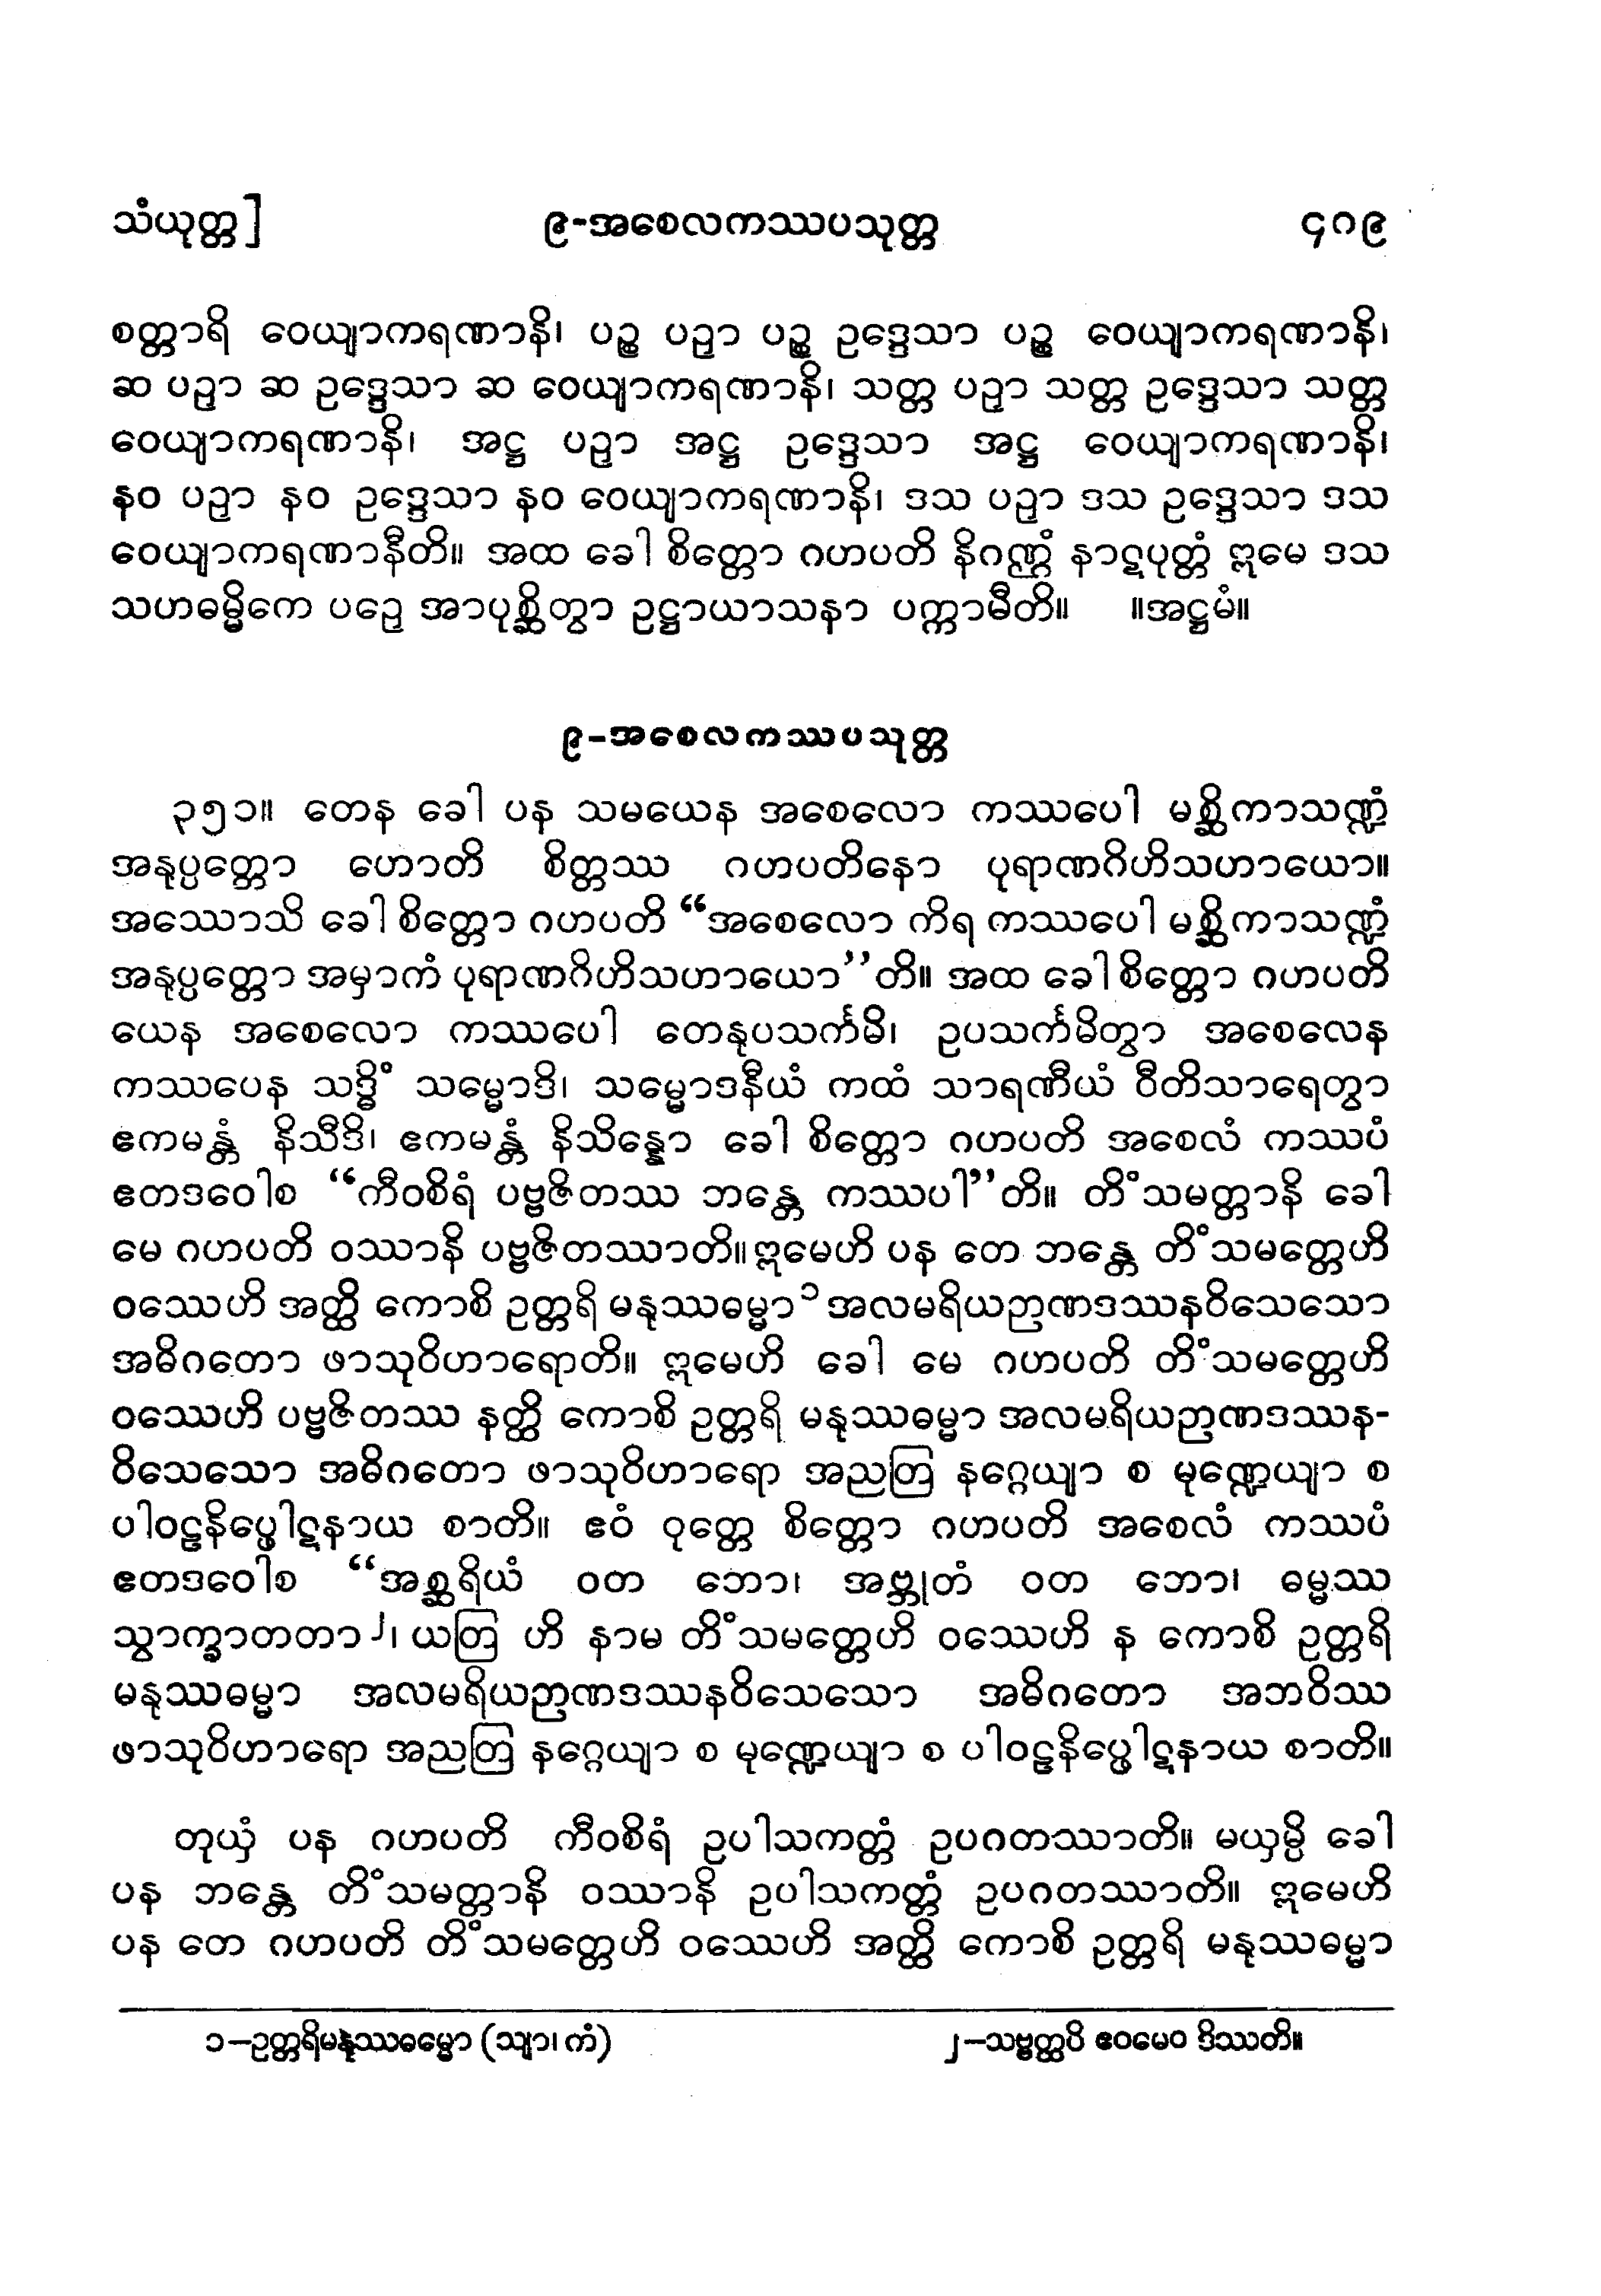 သံယုတ္တ]
၉-အစေလကဿပသုတ္တ
၄၈၉
စတ္တာရိ ဝေယျာကရဏာနိ၊ ပဉ္စ ပဉှာ ပဉ္စ ဥဒ္ဒေသာ ပဉ္စ ဝေယျာကရဏာနိ၊
ဆ ပဉှာ ဆ ဥဒ္ဒေသာ ဆ ဝေယျာကရဏာနိ၊ သတ္တ ပဉှာ သတ္တ ဥဒ္ဒေသာ သတ္တ
ဝေယျာကရဏာနိ၊ အဋ္ဌ ပဉှာ အဋ္ဌ ဥဒ္ဒေသာ အဋ္ဌ ဝေယျာကရဏာနိ၊
နဝ ပဉှာ နဝ ဥဒ္ဒေသာ နဝ ဝေယျာကရဏာနိ၊ ဒသ ပဉှာ ဒသ ဥဒ္ဒေသာ ဒသ
ဝေယျာကရဏာနီတိ။ အထ ခေါ စိတ္တော ဂဟပတိ နိဂဏ္ဌံ နာဋပုတ္တံ ဣမေ ဒသ
သဟဓမ္မိကေ ပဉှေ အာပုစ္ဆိတွာ ဥဋ္ဌာယာသနာ ပက္ကာမီတိ။ ။အဋ္ဌမံ။
၉-အစေလကဿပသုတ္တ
၃၅၁။ တေန ခေါ ပန သမယေန အစေလော ကဿပေါ မစ္ဆိကာသဏ္ဍံ
အနုပ္ပတ္တော ဟောတိ စိတ္တဿ ဂဟပတိနော ပုရာဏဂိဟိသဟာယော။
အဿောသိ ခေါ စိတ္တော ဂဟပတိ “အစေလော ကိရ ကဿပေါ မစ္ဆိကာသဏ္ဍံ
အနုပ္ပတ္တော အမှာကံ ပုရာဏဂိဟိသဟာယော”တိ။ အထ ခေါ စိတ္တော ဂဟပတိ
ယေန အစေလော ကဿပေါ တေနုပသင်္ကမိ၊ ဥပသင်္ကမိတွာ အစေလေန
ကဿပေန သဒ္ဓိံ သမ္မောဒိ၊ သမ္မောဒနီယံ ကထံ သာရဏီယံ ဝီတိသာရေတွာ
ဧကမန္တံ နိသီဒိ၊ ဧကမန္တံ နိသိန္နော ခေါ စိတ္တော ဂဟပတိ အစေလံ ကဿပံ
ဧတဒဝေါစ “ကီဝစိရံ ပဗ္ဗဇိတဿ ဘန္တေ ကဿပါ”တိ။ တိံသမတ္တာနိ ခေါ
မေ ဂဟပတိ ဝဿာနိ ပဗ္ဗဇိတဿာတိ။ ဣမေဟိ ပန တေ ဘန္တေ တိံသမတ္တေဟိ
ဝဿေဟိ အတ္ထိ ကောစိ ဥတ္တရိ မနုဿဓမ္မာ၁ အလမရိယဉာဏဒဿနဝိသေသော
အဓိဂတော ဖာသုဝိဟာရောတိ။ ဣမေဟိ ခေါ မေ ဂဟပတိ တိံသမတ္တေဟိ
ဝဿေဟိ ပဗ္ဗဇိတဿ နတ္ထိ ကောစိ ဥတ္တရိ မနုဿဓမ္မာ အလမရိယဉာဏဒဿန-
ဝိသေသော အဓိဂတော ဖာသုဝိဟာရော အညတြ နဂ္ဂေယျာ စ မုဏ္ဍေယျာ စ
ပါဝဠနိပ္ဖေါဋနာယ စာတိ။ ဧဝံ ဝုတ္တေ စိတ္တော ဂဟပတိ အစေလံ ကဿပံ
ဧတဒဝေါစ “အစ္ဆရိယံ ဝတ ဘော၊ အဗ္ဘုတံ ဝတ ဘော၊ ဓမ္မဿ
သွာက္ခာတတာ၂၊ ယတြ ဟိ နာမ တိံသမတ္တေဟိ ဝဿေဟိ န ကောစိ ဥတ္တရိ
မနုဿဓမ္မာ အလမရိယဉာဏဒဿနဝိသေသော အဓိဂတော အဘဝိဿ
ဖာသုဝိဟာရော အညတြ နဂ္ဂေယျာ စ မုဏ္ဍေယျာ စ ပါဝဠနိပ္ဖေါဋနာယ စာတိ။
တုယှံ ပန ဂဟပတိ ကီဝစိရံ ဥပါသကတ္တံ ဥပဂတဿာတိ။ မယှမ္ပိ ခေါ
ပန ဘန္တေ တိံသမတ္တာနိ ဝဿာနိ ဥပါသကတ္တံ ဥပဂတဿာတိ။ ဣမေဟိ
ပန တေ ဂဟပတိ တိံသမတ္တေဟိ ဝဿေဟိ အတ္ထိ ကောစိ ဥတ္တရိ မနုဿဓမ္မာ
၁—ဥတ္တရိမနုဿဓမ္မော (သျာ၊ ကံ)
၂—သဗ္ဗတ္ထပိ ဧဝမေဝ ဒိဿတိ။